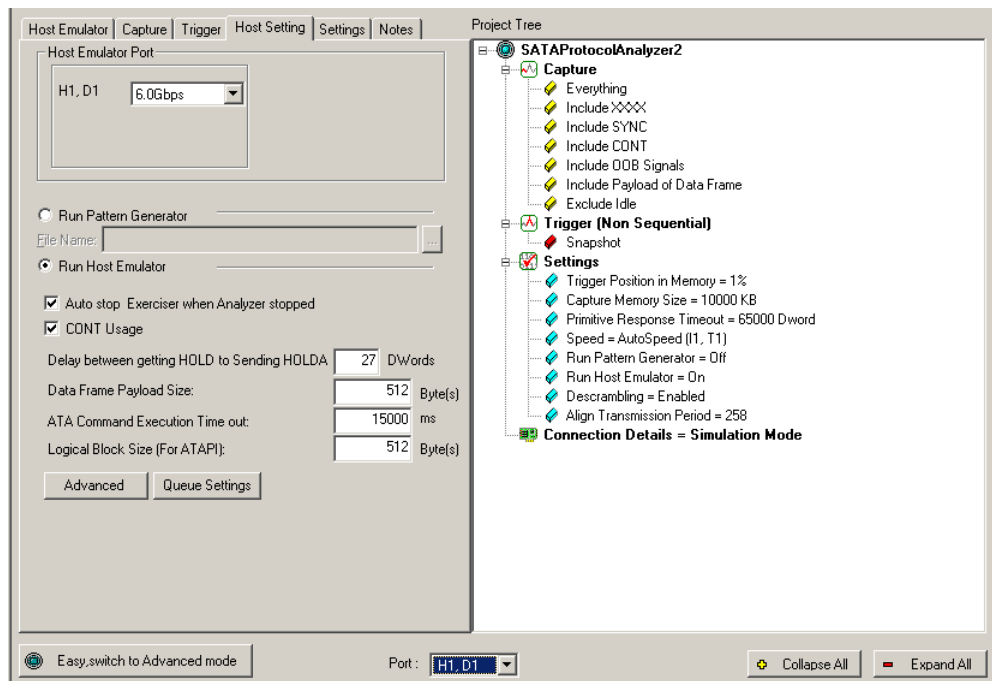 Host Emulator Capture Trigger Host Setting Settings Notes
Host Emulator Port
H1, D1 6.0Gbps
Run Pattern Generator
File Name: ...
Run Host Emulator
Auto stop Exerciser when Analyzer stopped
CONT Usage
Delay between getting HOLD to Sending HOLDA 27 DWords
Data Frame Payload Size: 512 Byte(s)
ATA Command Execution Time out: 15000 ms
Logical Block Size (For ATAPI): 512 Byte(s)
Advanced Queue Settings
Project Tree
SATAProtocolAnalyzer2
Capture
Everything
Include XXXX
Include SYNC
Include CONT
Include OOB Signals
Include Payload of Data Frame
Exclude Idle
Trigger (Non Sequential)
Snapshot
Settings
Trigger Position in Memory = 1%
Capture Memory Size = 10000 KB
Primitive Response Timeout = 65000 Dword
Speed = AutoSpeed (I1, T1)
Run Pattern Generator = Off
Run Host Emulator = On
Descrambling = Enabled
Align Transmission Period = 258
Connection Details = Simulation Mode
Easy,switch to Advanced mode Port : H1, D1 Collapse All Expand All